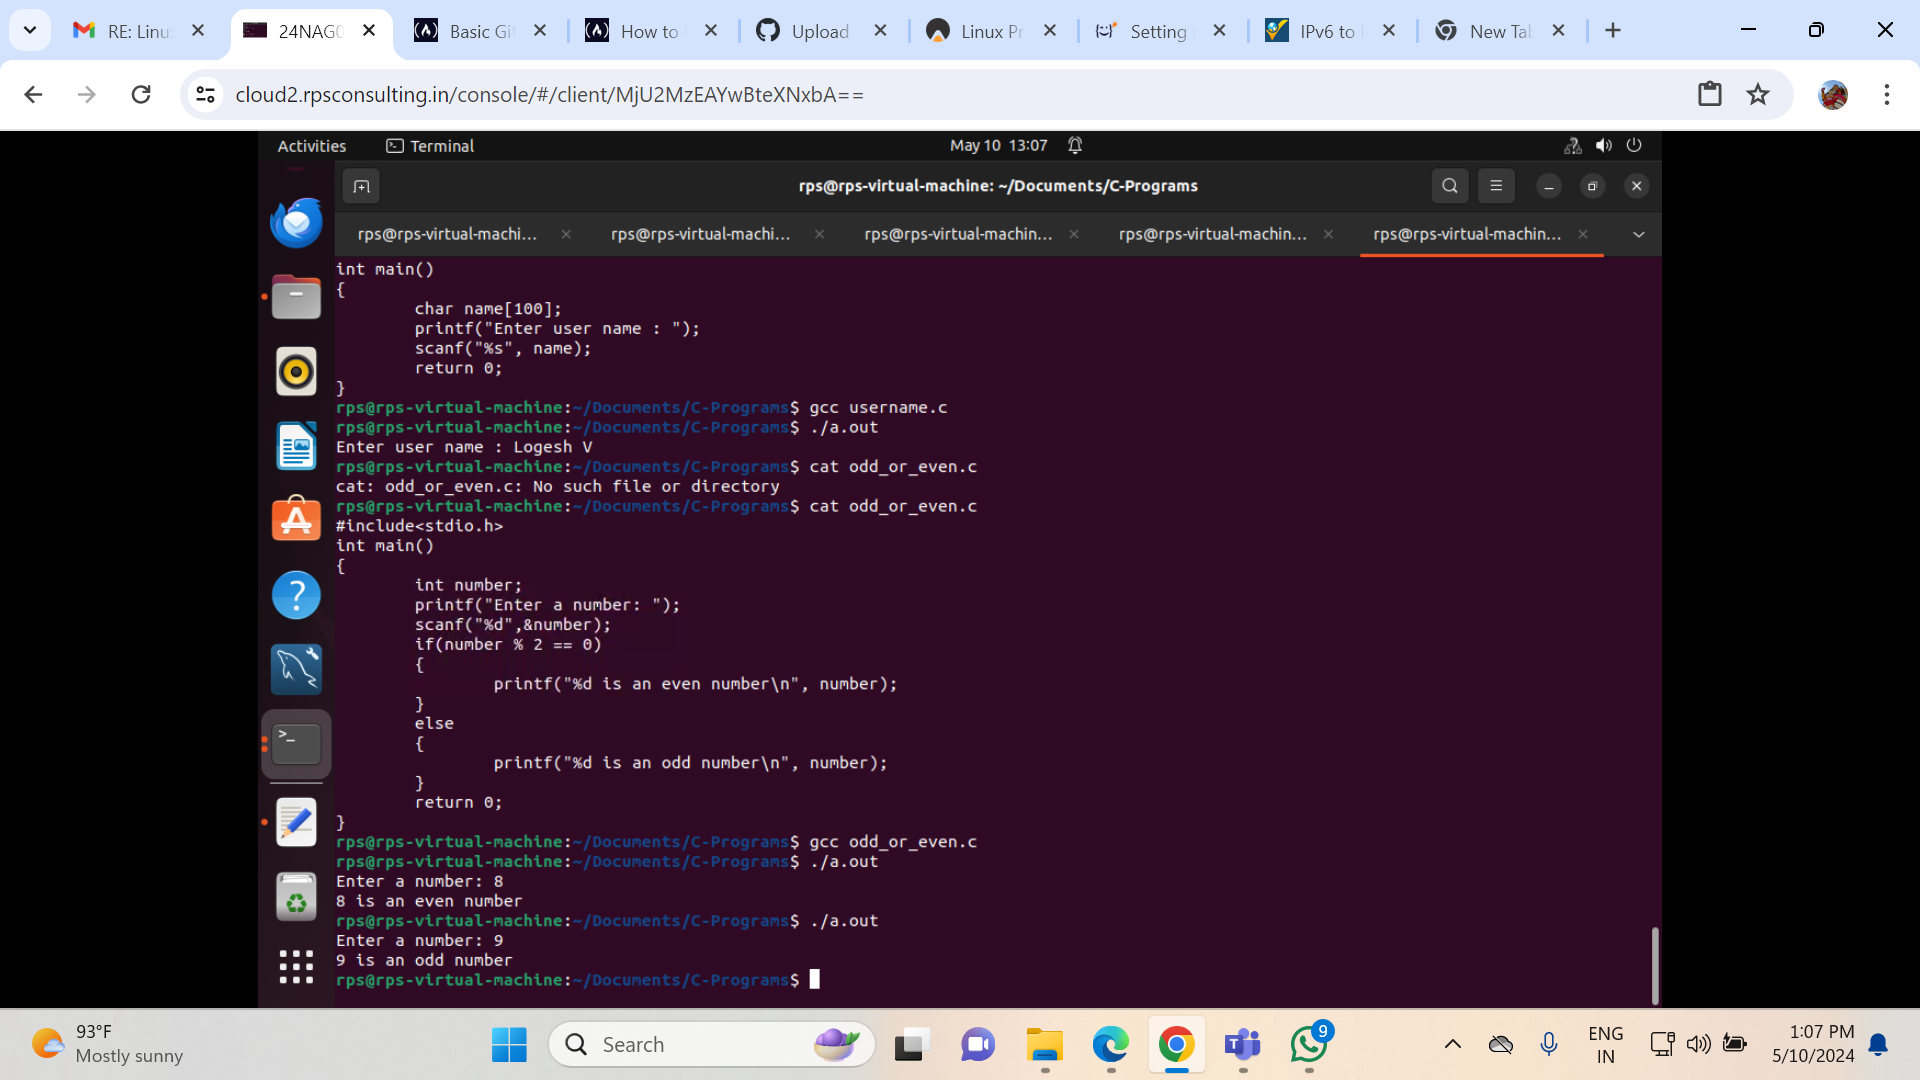 RE: Linu
24NAG0
Basic Gi
How to
Upload
Linux Pr
Setting
IPv6 to
New Tab
cloud2.rpsconsulting.in/console/#/client/MjU2MzEAYwBteXNxbA==
Activities
Terminal
May 10 13:07
rps@rps-virtual-machine: ~/Documents/C-Programs
rps@rps-virtual-machi...
rps@rps-virtual-machi...
rps@rps-virtual-machin...
rps@rps-virtual-machin...
rps@rps-virtual-machin...
int main()
{
char name[100];
printf("Enter user name : ");
scanf("%s", name);
return 0;
}
rps@rps-virtual-machine:~/Documents/C-Programs$ gcc username.c
rps@rps-virtual-machine:~/Documents/C-Programs$ ./a.out
Enter user name : Logesh V
rps@rps-virtual-machine:~/Documents/C-Programs$ cat odd_or_even.c
cat: odd_or_even.c: No such file or directory
rps@rps-virtual-machine:~/Documents/C-Programs$ cat odd_or_even.c
#include<stdio.h>
int main()
{
int number;
printf("Enter a number: ");
scanf("%d",&number);
if(number % 2 == 0)
{
printf("%d is an even number\n", number);
}
else
{
printf("%d is an odd number\n", number);
}
return 0;
}
rps@rps-virtual-machine:~/Documents/C-Programs$ gcc odd_or_even.c
rps@rps-virtual-machine:~/Documents/C-Programs$ ./a.out
Enter a number: 8
8 is an even number
rps@rps-virtual-machine:~/Documents/C-Programs$ ./a.out
Enter a number: 9
9 is an odd number
rps@rps-virtual-machine:~/Documents/C-Programs$
93°F
Mostly sunny
Search
9
ENG
IN
1:07 PM
5/10/2024